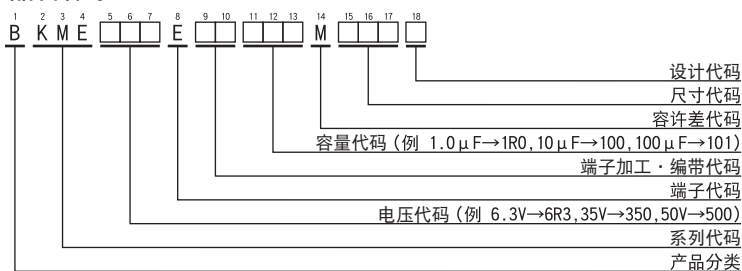 1 2 3 4 5 6 7 8 9 10 11 12 13 14 15 16 17 18
B K M E □□□ E □□ □□□ M □□□ □
设计代码
尺寸代码
容许差代码
容量代码(例 1.0μF→1R0,10μF→100,100μF→101)
端子加工·编带代码
端子代码
电压代码(例 6.3V→6R3,35V→350,50V→500)
系列代码
产品分类